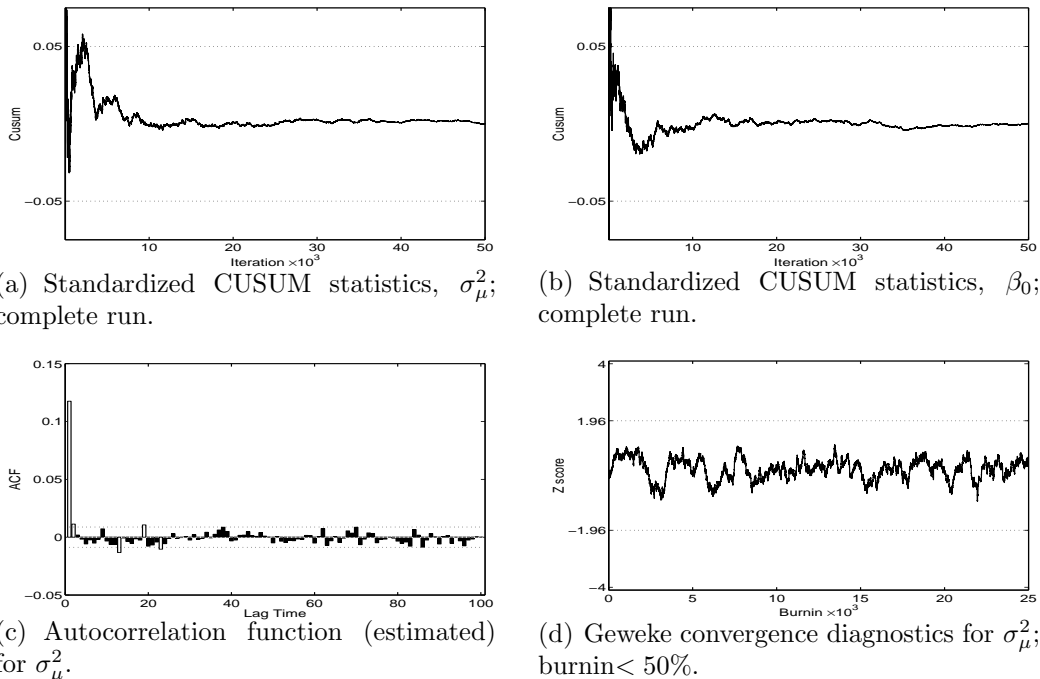 0.05
Cusum
−0.05
10 20 30 40 50
Iteration ×10³
(a) Standardized CUSUM statistics, σ²_μ;
complete run.
0.05
Cusum
−0.05
10 20 30 40 50
Iteration ×10³
(b) Standardized CUSUM statistics, β₀;
complete run.
0.15
0.1
ACF
0.05
0
−0.05
0 20 40 60 80 100
Lag Time
(c) Autocorrelation function (estimated)
for σ²_μ.
4
1.96
Z score
−1.96
−4
0 5 10 15 20 25
Burnin ×10³
(d) Geweke convergence diagnostics for σ²_μ;
burnin< 50%.